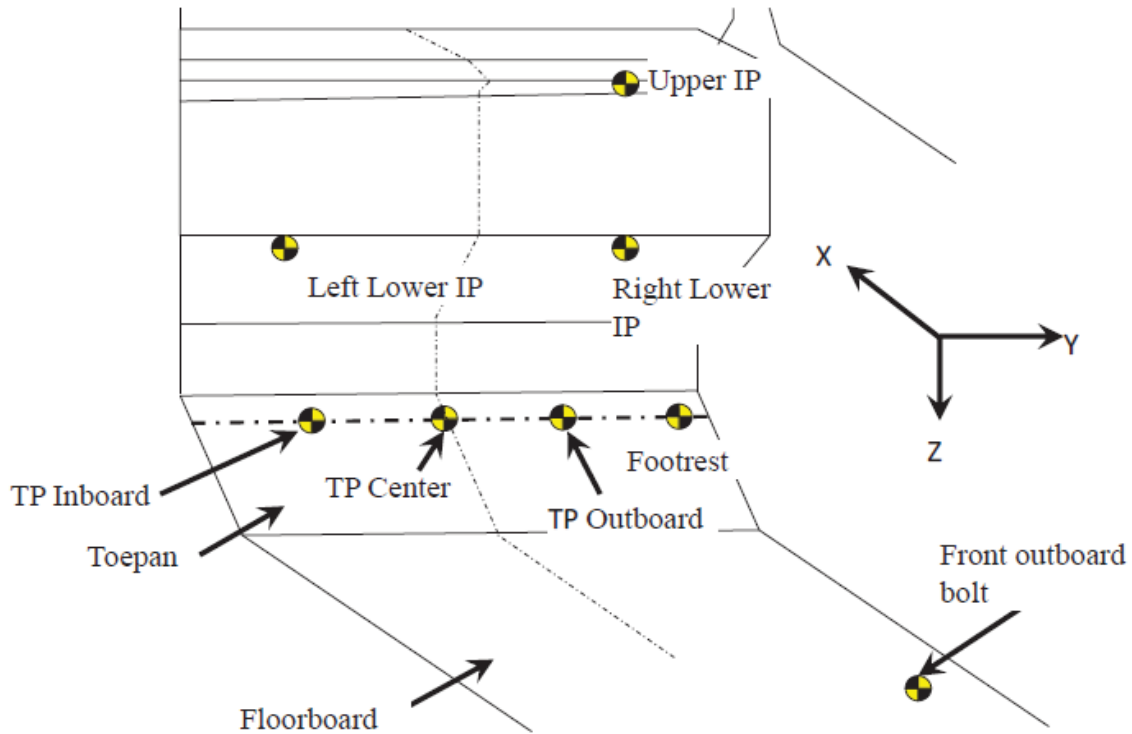 Upper IP
Left Lower IP
Right Lower
IP
X
Y
Z
TP Inboard
TP Center
TP Outboard
Footrest
Toepan
Front outboard
bolt
Floorboard